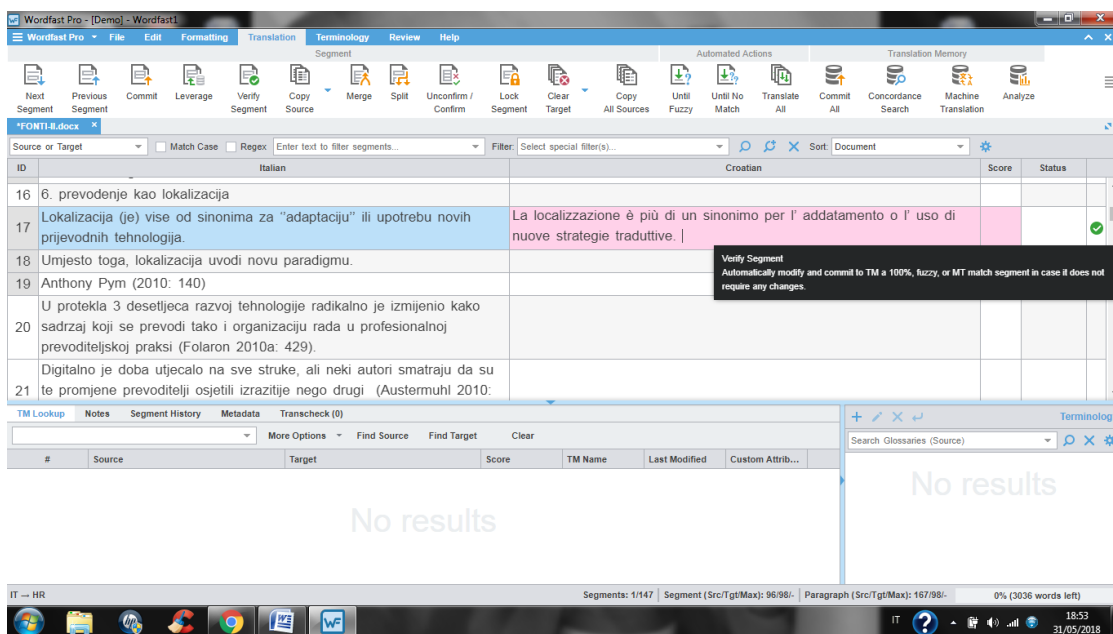 Wordfast Pro - [Demo] - Wordfast1
Wordfast Pro File Edit Formatting Translation Terminology Review Help
Segment Automated Actions Translation Memory
Next Segment
Previous Segment
Commit
Leverage
Verify Segment
Copy Source
Merge
Split
Unconfirm / Confirm
Lock Segment
Clear Target
Copy All Sources
Until Fuzzy
Until No Match
Translate All
Commit All
Concordance Search
Machine Translation
Analyze
*FONTI-II.docx
Source or Target Match Case Regex Enter text to filter segments... Filter: Select special filter(s)... Sort: Document
ID Italian Croatian Score Status
16 6. prevođenje kao lokalizacija
17 Lokalizacija (je) vise od sinonima za "adaptaciju" ili upotrebu novih
prijevodnih tehnologija.
La localizzazione è più di un sinonimo per l' addatamento o l' uso di
nuove strategie traduttive.
Verify Segment
Automatically modify and commit to TM a 100%, fuzzy, or MT match segment in case it does not
require any changes.
18 Umjesto toga, lokalizacija uvodi novu paradigmu.
19 Anthony Pym (2010: 140)
20 U protekla 3 desetljeca razvoj tehnologije radikalno je izmijenio kako
sadrzaj koji se prevodi tako i organizaciju rada u profesionalnoj
prevoditeljskoj praksi (Folaron 2010a: 429).
21 Digitalno je doba utjecalo na sve struke, ali neki autori smatraju da su
te promjene prevoditelji osjetili izrazitije nego drugi (Austermuhl 2010:
TM Lookup Notes Segment History Metadata Transcheck (0)
More Options Find Source Find Target Clear
# Source Target Score TM Name Last Modified Custom Attrib...
No results
Terminolog
Search Glossaries (Source)
No results
IT → HR Segments: 1/147 Segment (Src/Tgt/Max): 96/98/- Paragraph (Src/Tgt/Max): 167/98/- 0% (3036 words left)
IT 18:53
31/05/2018